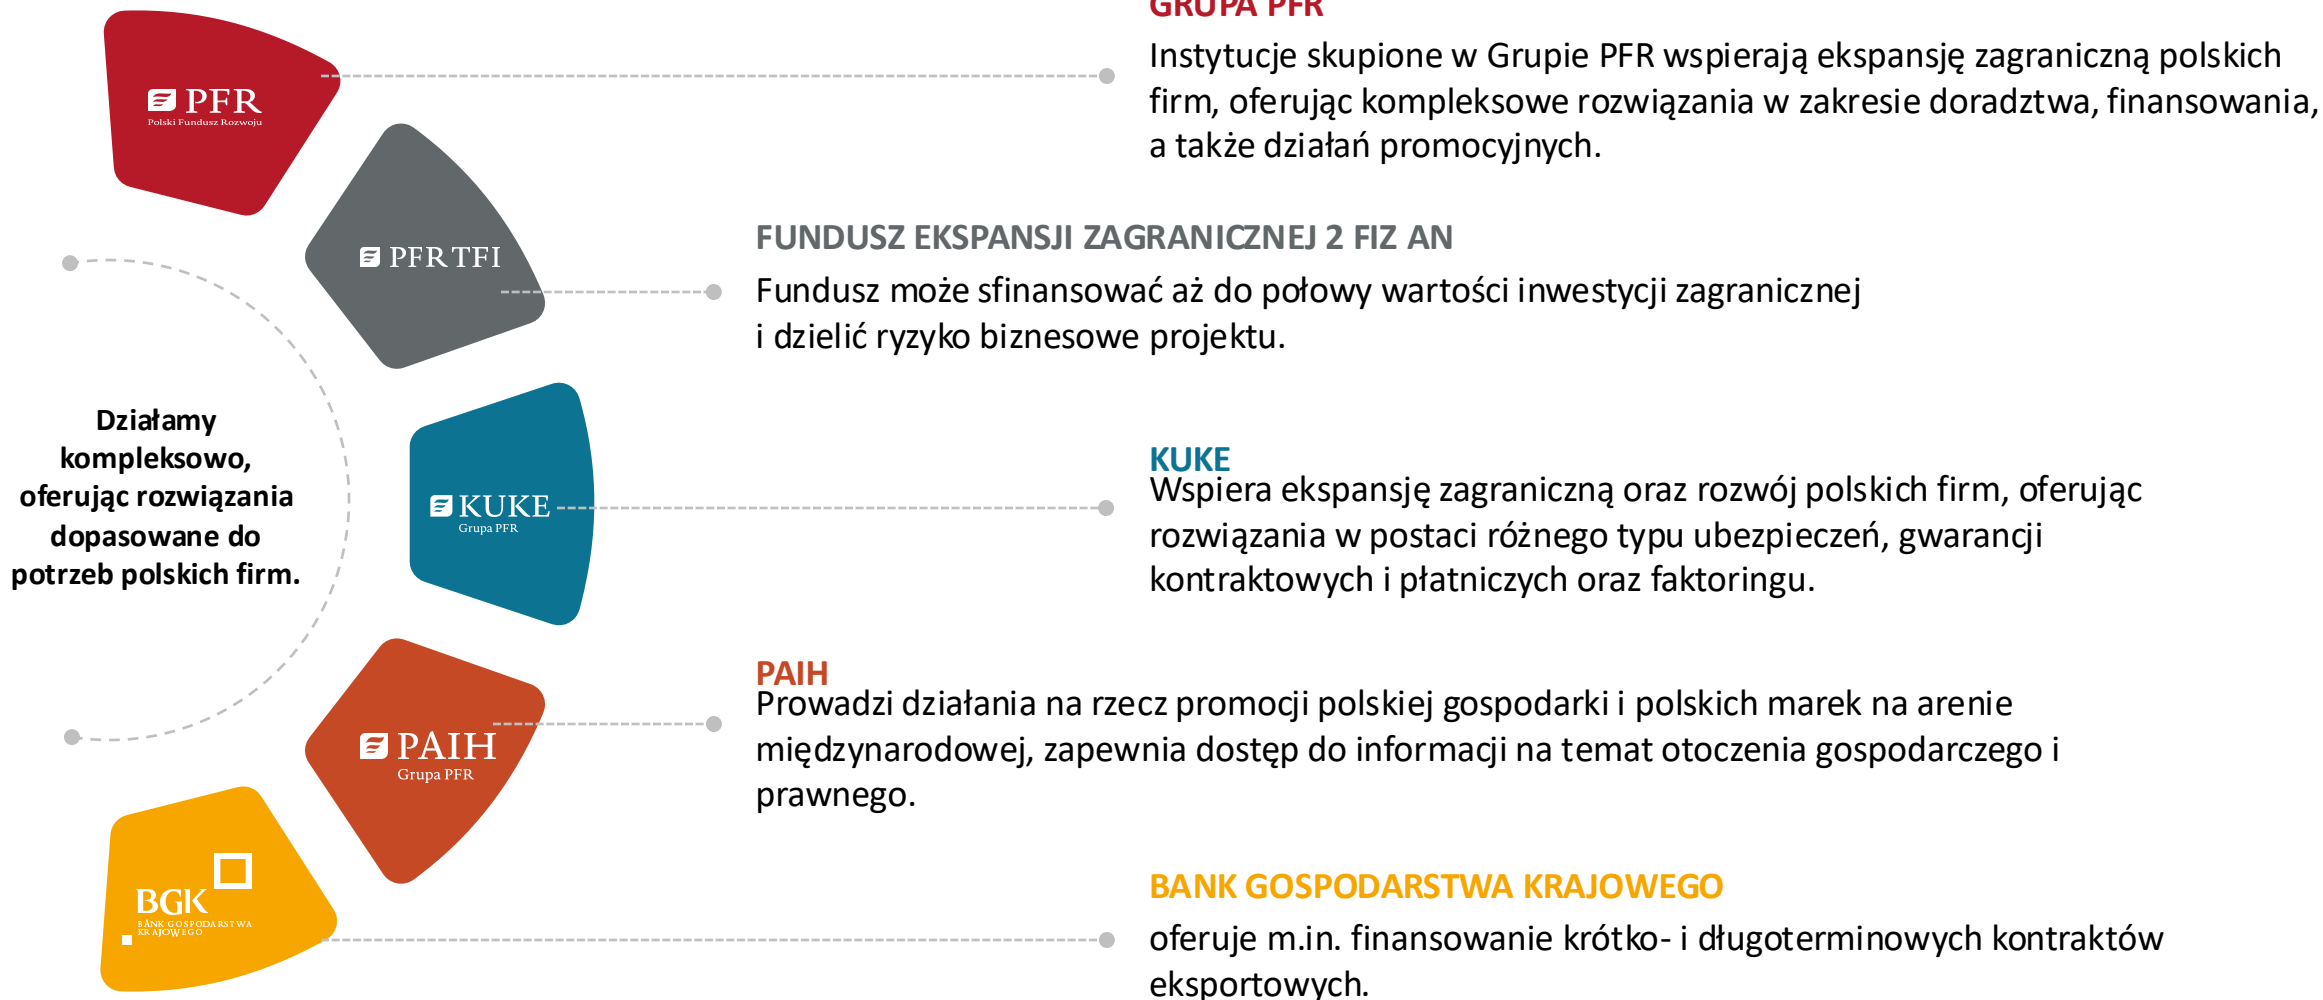 GRUPA PFR
Instytucje skupione w Grupie PFR wspierają ekspansję zagraniczną polskich
firm, oferując kompleksowe rozwiązania w zakresie doradztwa, finansowania,
a także działań promocyjnych.
PFR
Polski Fundusz Rozwoju
FUNDUSZ EKSPANSJI ZAGRANICZNEJ 2 FIZ AN
Fundusz może sfinansować aż do połowy wartości inwestycji zagranicznej
i dzielić ryzyko biznesowe projektu.
PFR TFI
Działamy
kompleksowo,
oferując rozwiązania
dopasowane do
potrzeb polskich firm.
KUKE
Grupa PFR
KUKE
Wspiera ekspansję zagraniczną oraz rozwój polskich firm, oferując
rozwiązania w postaci różnego typu ubezpieczeń, gwarancji
kontraktowych i płatniczych oraz faktoringu.
PAIH
Grupa PFR
PAIH
Prowadzi działania na rzecz promocji polskiej gospodarki i polskich marek na arenie
międzynarodowej, zapewnia dostęp do informacji na temat otoczenia gospodarczego i
prawnego.
BGK
BANK GOSPODARSTWA
KRAJOWEGO
BANK GOSPODARSTWA KRAJOWEGO
oferuje m.in. finansowanie krótko- i długoterminowych kontraktów
eksportowych.